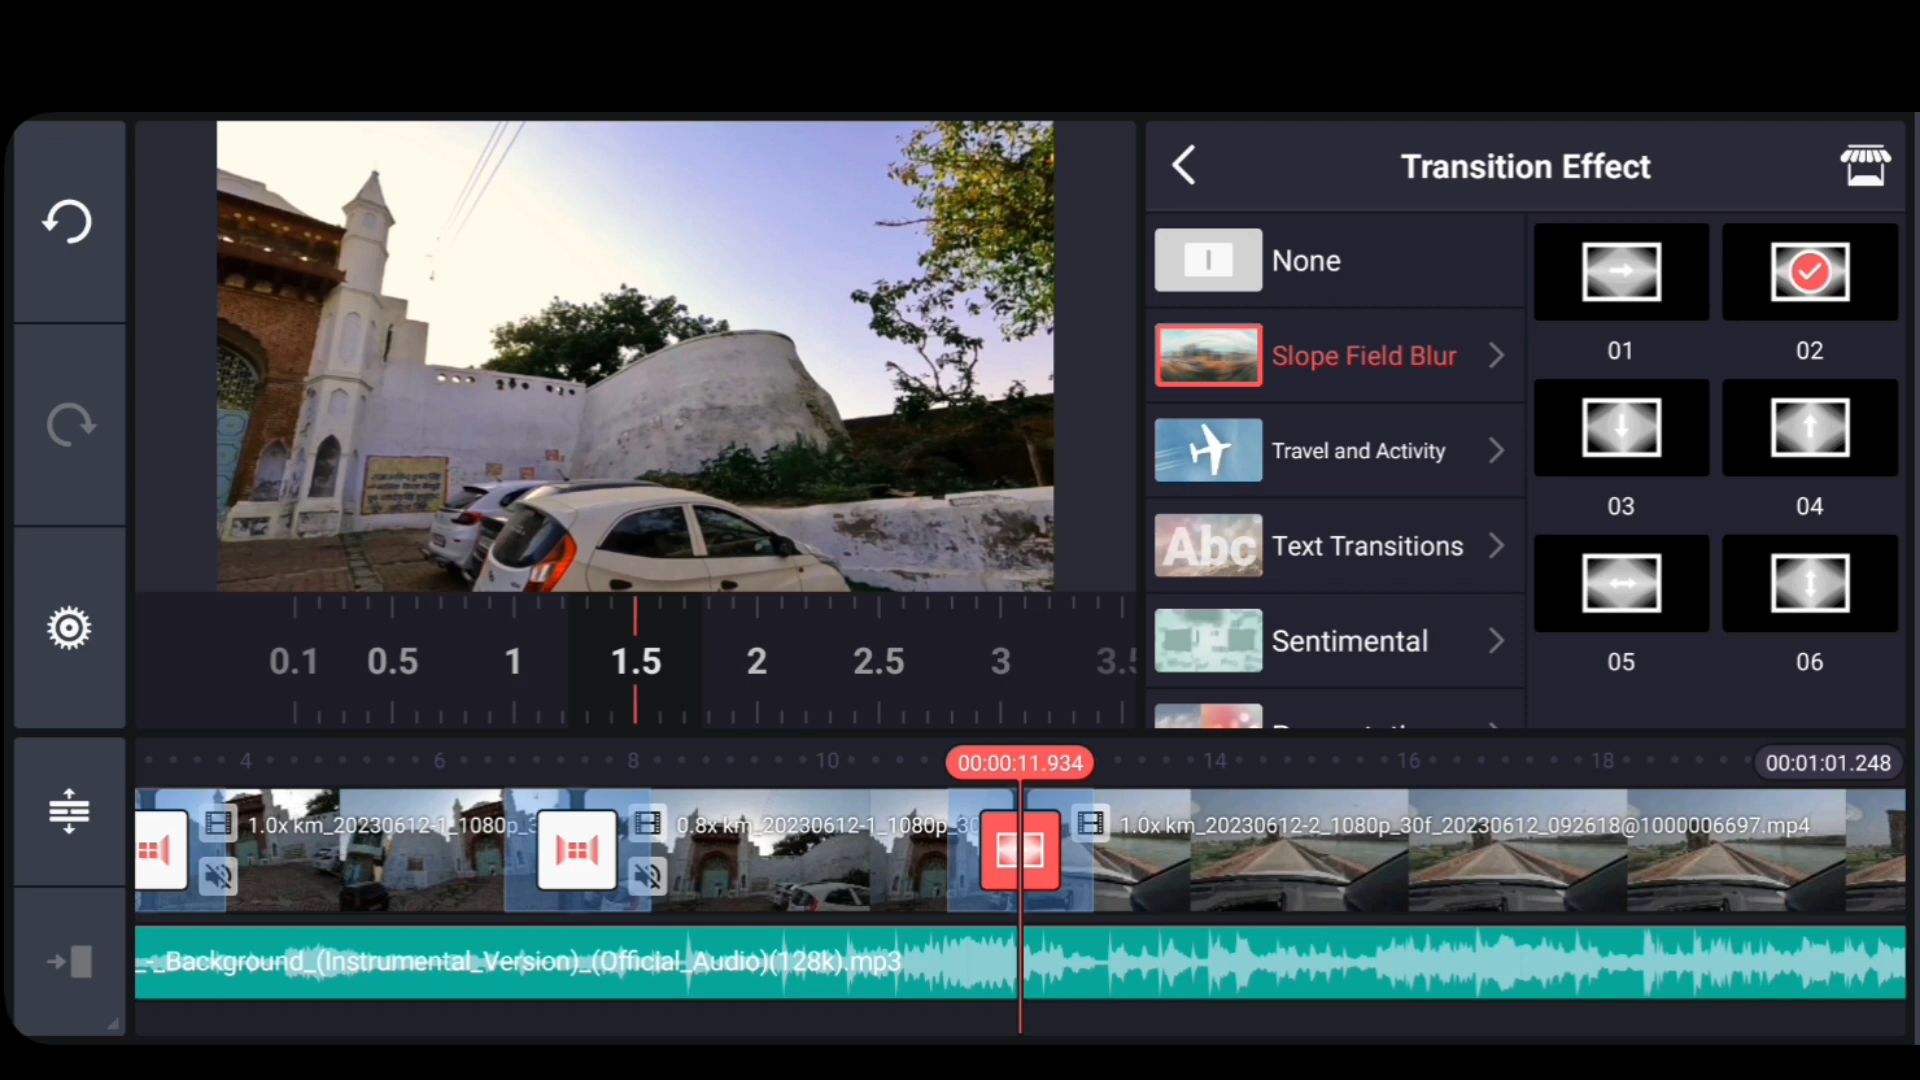 Transition Effect
None
Slope Field Blur
Travel and Activity
Abc
Text Transitions
Sentimental
01
02
03
04
05
06
0.1 0.5 1 1.5 2 2.5 3 3.5
4 6 8 10 00:00:11.934 14 16 18 00:01:01.248
1.0x km_20230612-1_1080p_3
0.8x km_20230612-1_1080p_30
1.0x km_20230612-2_1080p_30f_20230612_092618@1000006697.mp4
_-_Background_(Instrumental_Version)_(Official_Audio)(128k).mp3